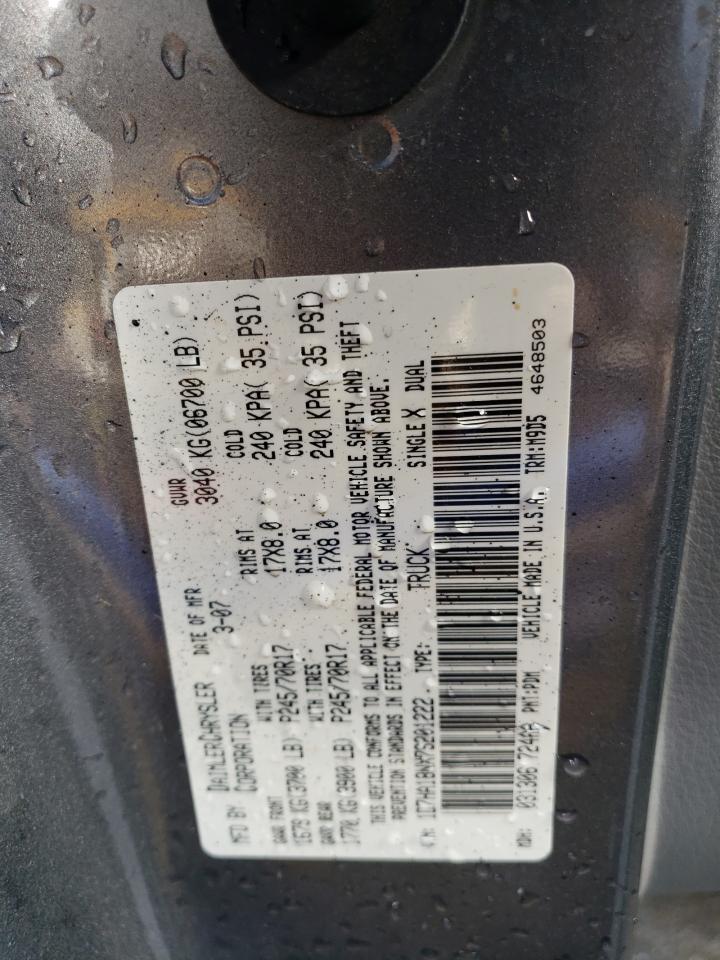 MFD BY DAIMLERCHRYSLER CORPORATION DATE OF MFR 3-07 GVWR 3040 KG(06700 LB)
GAWR FRONT WITH TIRES RIMS AT COLD
1679 KG(3700 LB) P245/70R17 17X8.0 240 KPA( 35 PSI)
GAWR REAR WITH TIRES RIMS AT COLD
1770 KG(3900 LB) P245/70R17 17X8.0 240 KPA( 35 PSI)
THIS VEHICLE CONFORMS TO ALL APPLICABLE FEDERAL MOTOR VEHICLE SAFETY AND THEFT
PREVENTION STANDARDS IN EFFECT ON THE DATE OF MANUFACTURE SHOWN ABOVE.
TYPE: TRUCK SINGLE X DUAL
MDH: 031306 PNT:PDM VEHICLE MADE IN U.S.A. TRM:M9D5
4648503